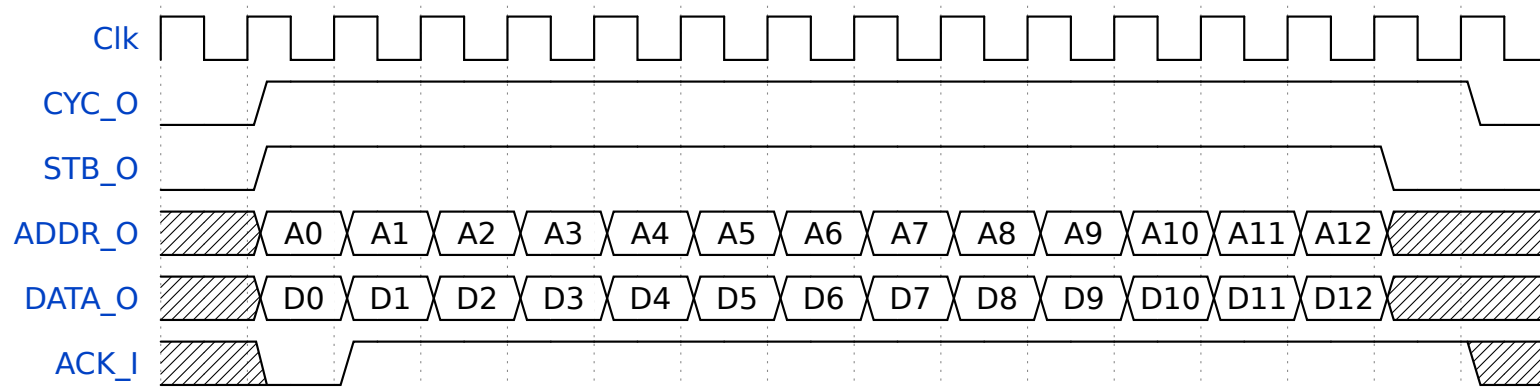 Clk
CYC_O
STB_O
ADDR_O A0 A1 A2 A3 A4 A5 A6 A7 A8 A9 A10 A11 A12
DATA_O D0 D1 D2 D3 D4 D5 D6 D7 D8 D9 D10 D11 D12
ACK_I